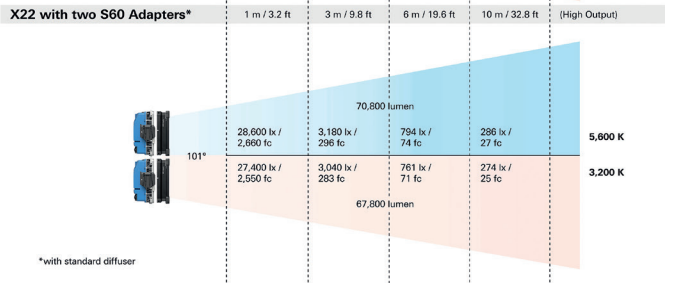 X22 with two S60 Adapters* 1 m / 3.2 ft 3 m / 9.8 ft 6 m / 19.6 ft 10 m / 32.8 ft (High Output)
70,800 lumen
28,600 lx / 3,180 lx / 794 lx / 286 lx /
2,660 fc 296 fc 74 fc 27 fc
5,600 K
101°
27,400 lx / 3,040 lx / 761 lx / 274 lx /
2,550 fc 283 fc 71 fc 25 fc
3,200 K
67,800 lumen
*with standard diffuser